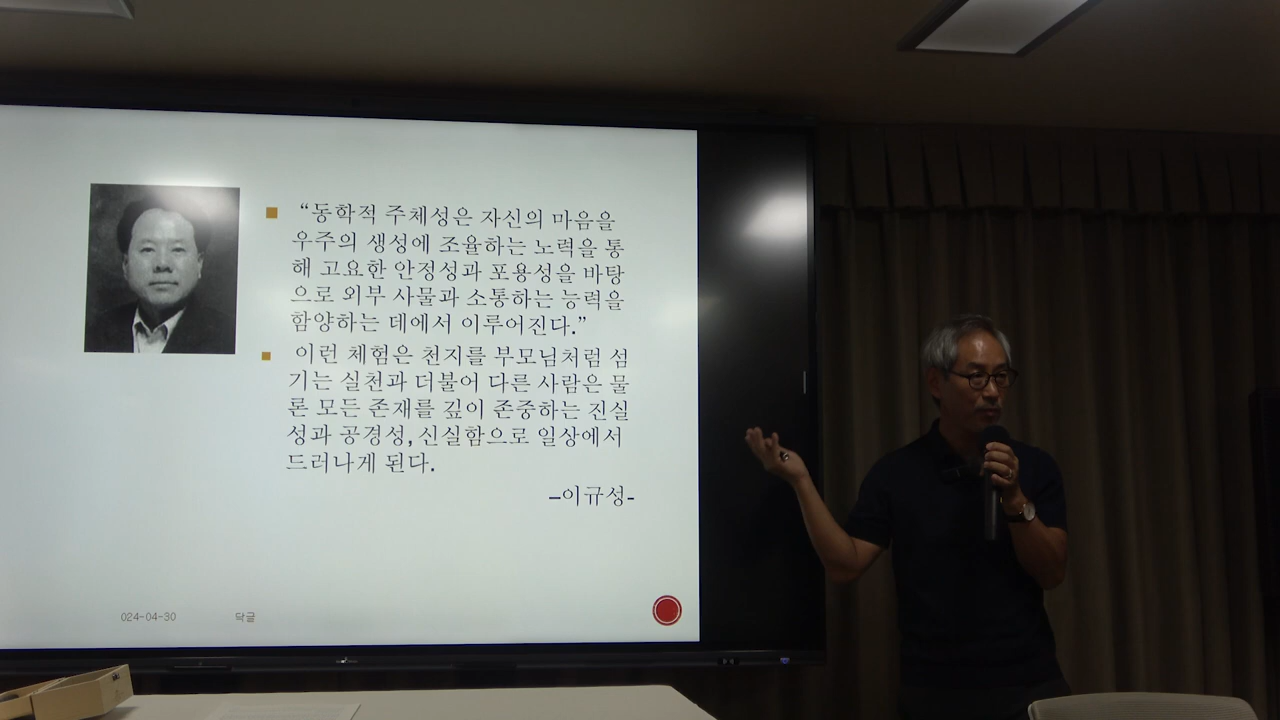 “동학적 주체성은 자신의 마음을
우주의 생성에 조율하는 노력을 통
해 고요한 안정성과 포용성을 바탕
으로 외부 사물과 소통하는 능력을
함양하는 데에서 이루어진다.”
이런 체험은 천지를 부모님처럼 섬
기는 실천과 더불어 다른 사람은 물
론 모든 존재를 깊이 존중하는 진실
성과 공경성, 신실함으로 일상에서
드러나게 된다.
–이규성-
024-04-30 닥글